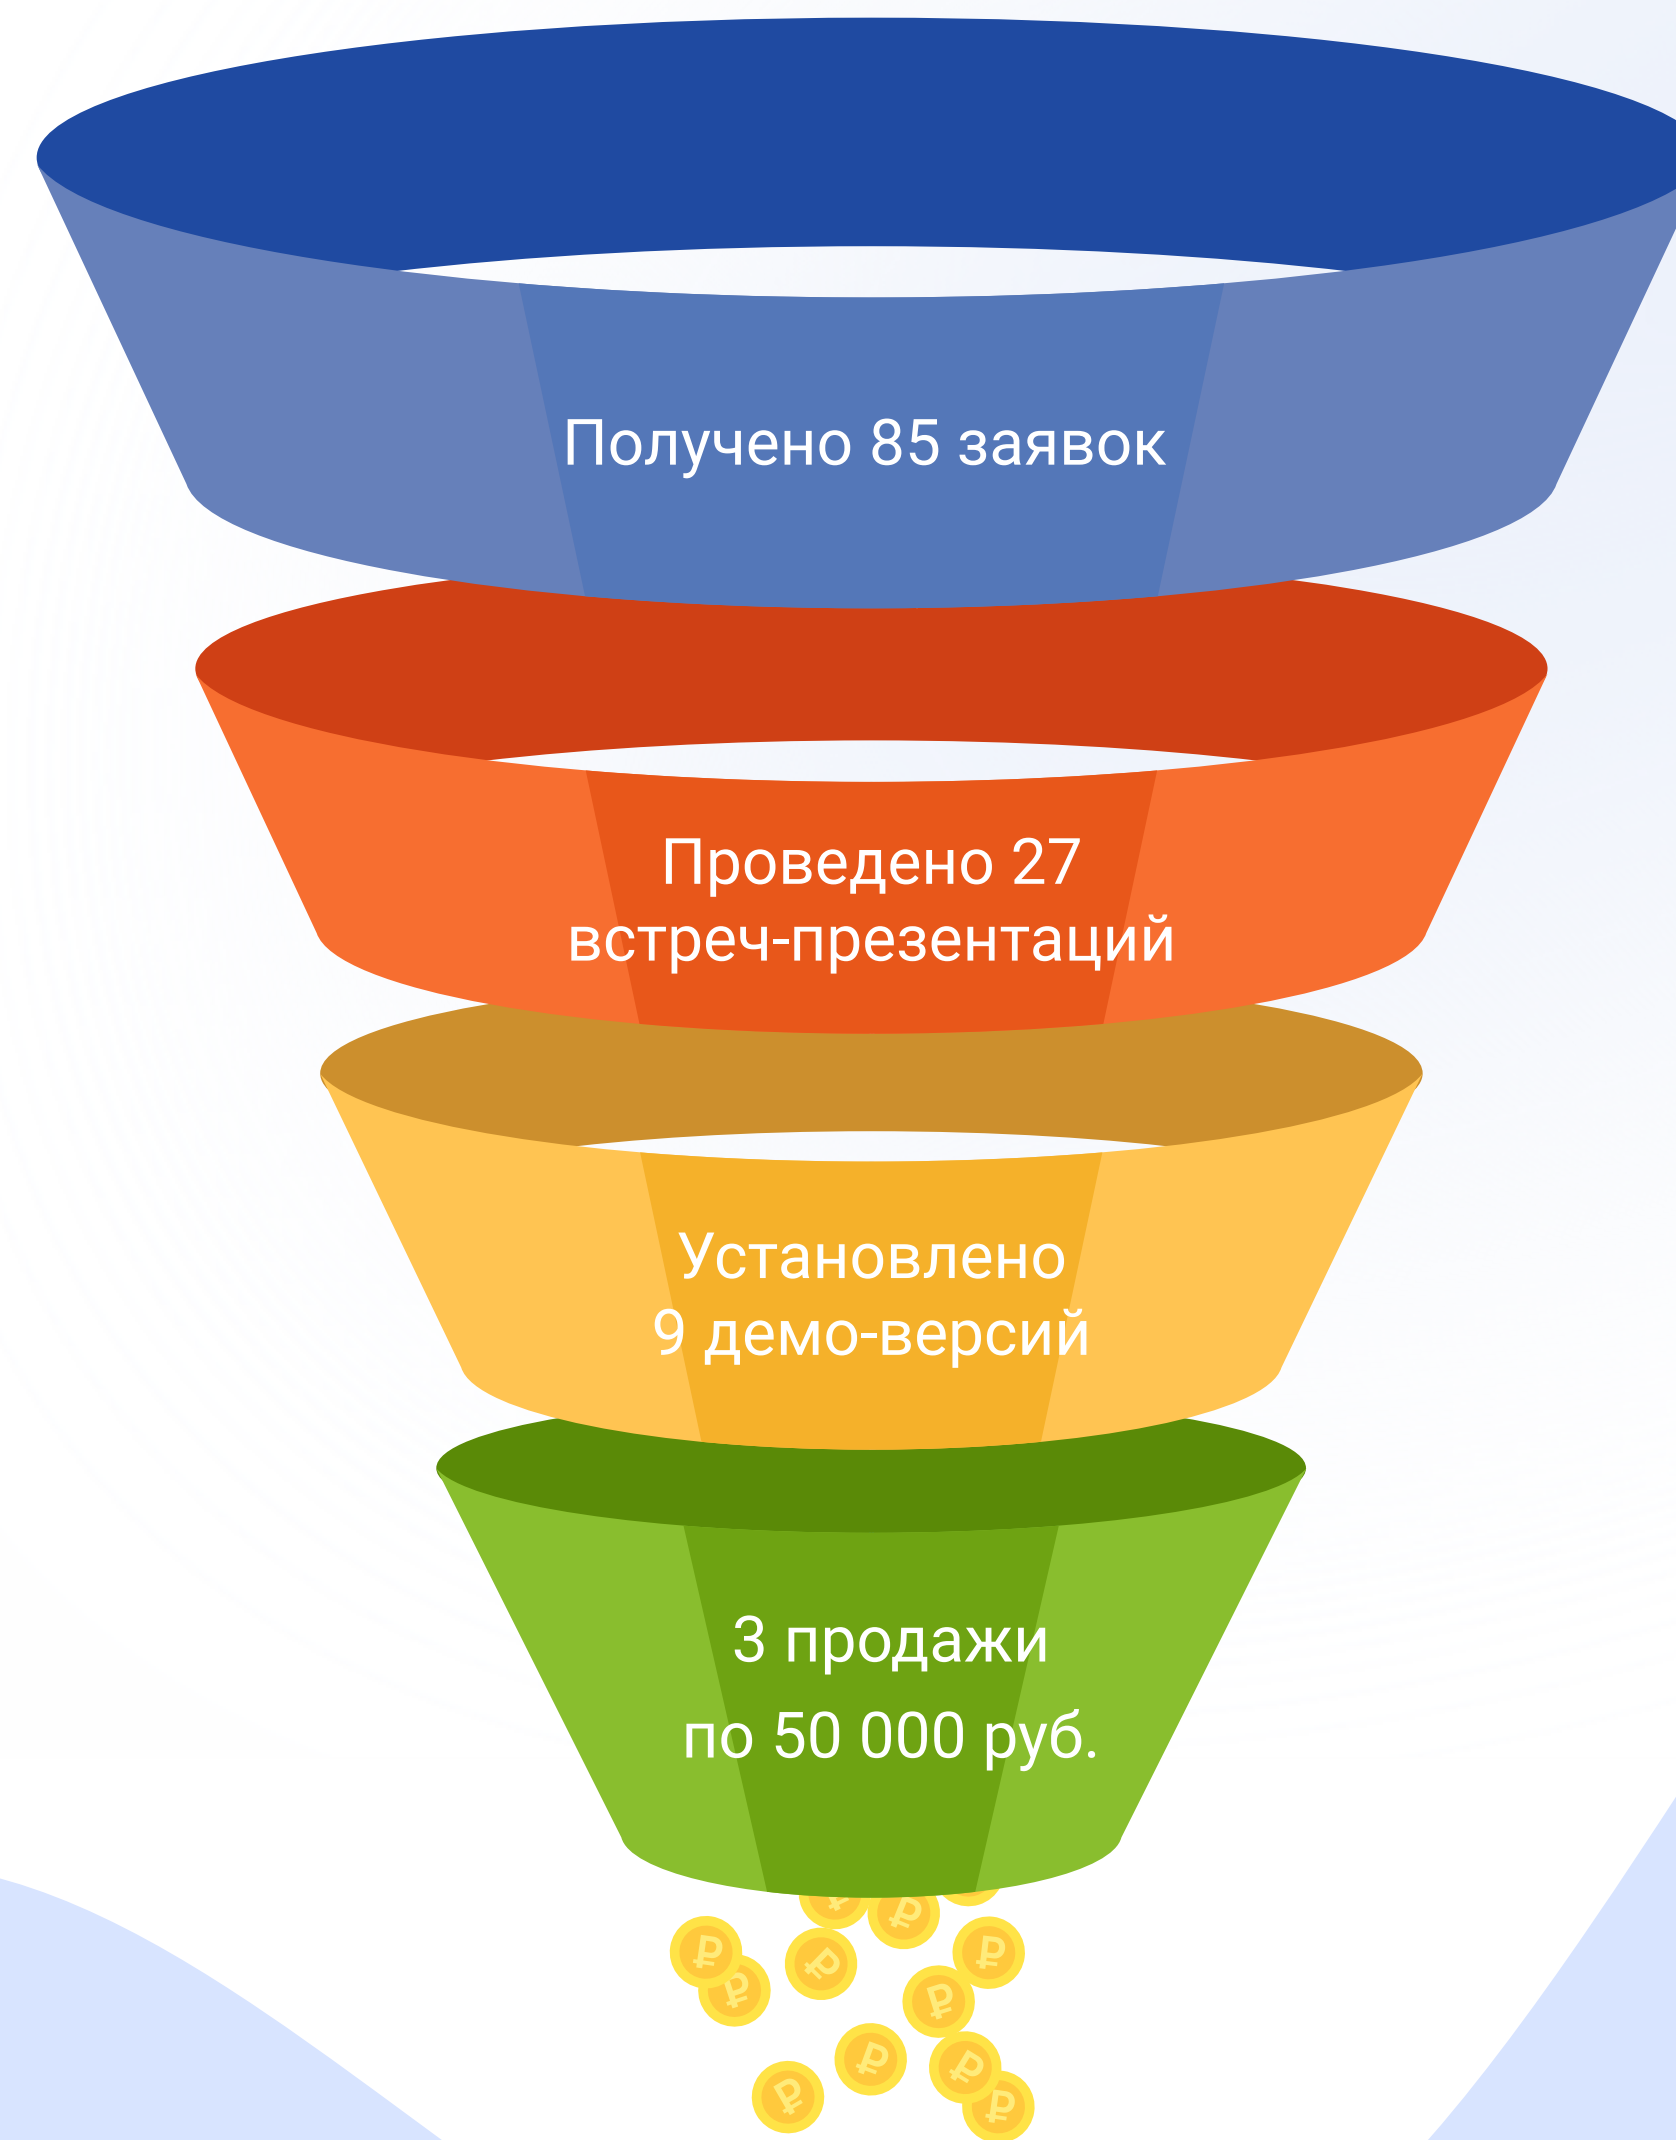 Получено 85 заявок
Проведено 27
встреч-презентаций
Установлено
9 демо-версий
3 продажи
по 50 000 руб.